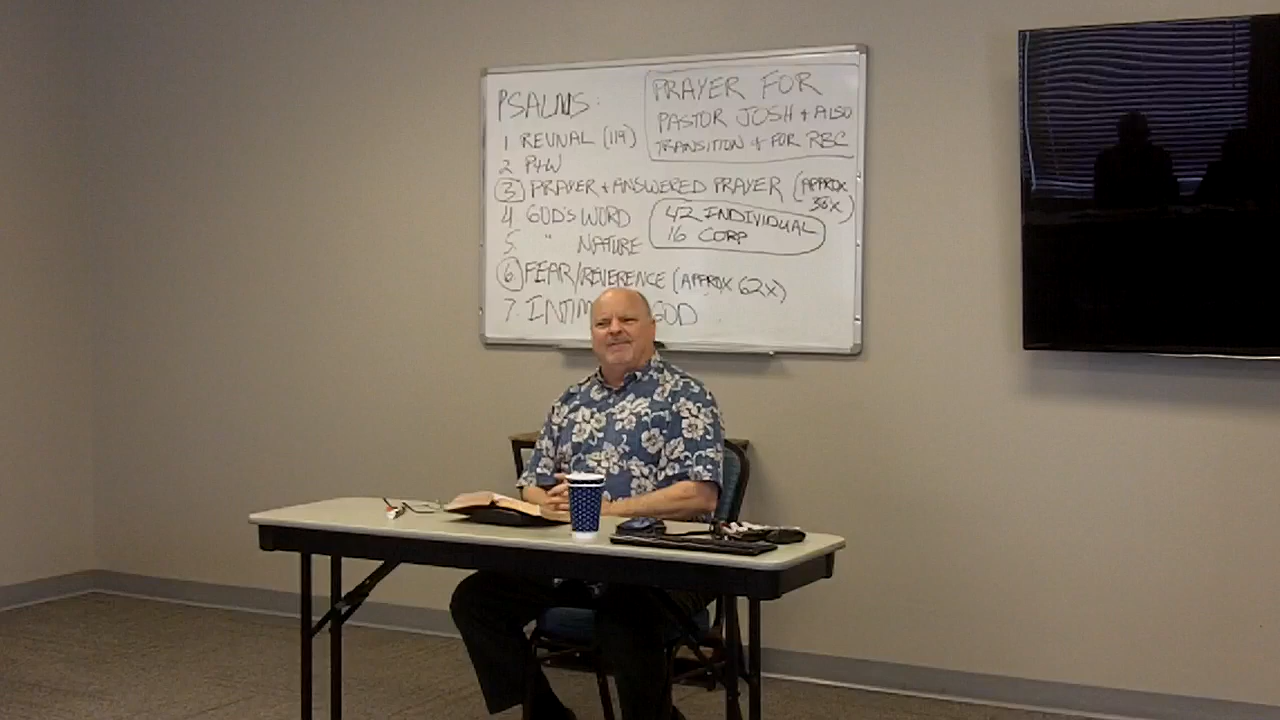 PSALMS:
1 REVIVAL (119)
2 P+W
3 PRAYER + ANSWERED PRAYER (APPROX 36X)
4 GOD'S WORD
5. " NATURE
6 FEAR/REVERENCE (APPROX 62X)
7. INTIM GOD
PRAYER FOR
PASTOR JOSH + ALSO
TRANSITION + FOR RBC
42 INDIVIDUAL
16 CORP